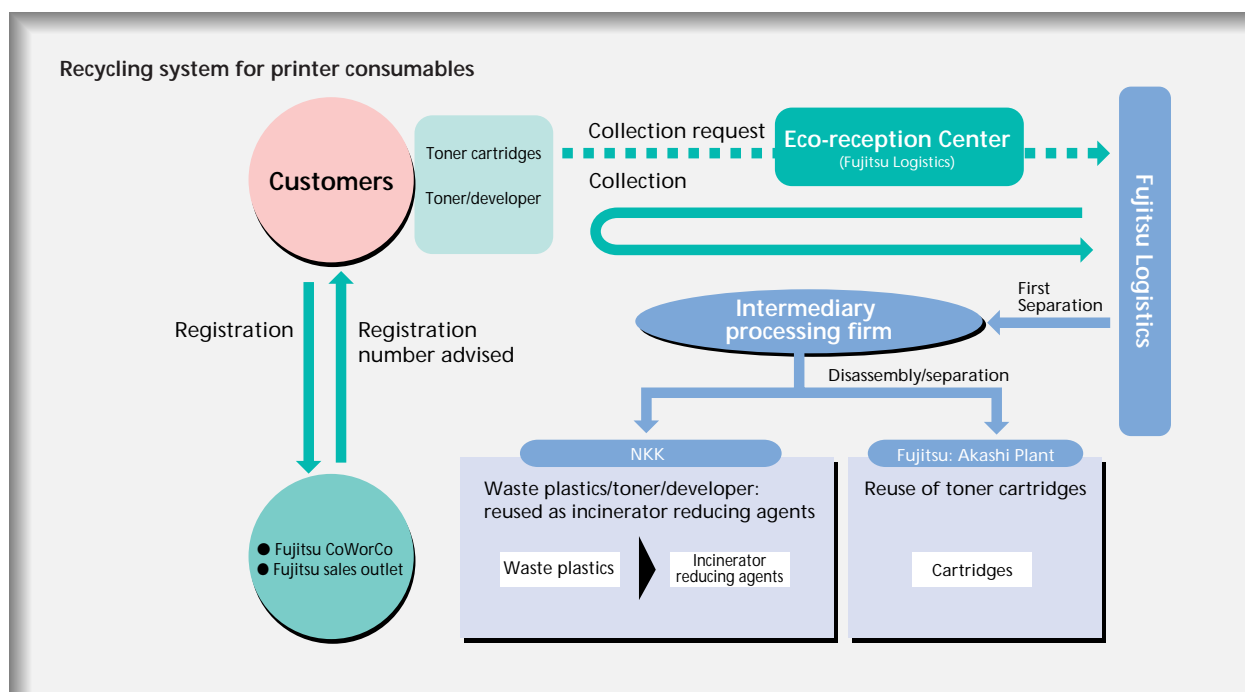 Recycling system for printer consumables
Customers
Toner cartridges
Toner/developer
Collection request
Collection
Eco-reception Center
(Fujitsu Logistics)
Fujitsu Logistics
First
Separation
Intermediary
processing firm
Disassembly/separation
Registration
Registration
number advised
Fujitsu CoWorCo
Fujitsu sales outlet
NKK
Waste plastics/toner/developer:
reused as incinerator reducing agents
Waste plastics
Incinerator
reducing agents
Fujitsu: Akashi Plant
Reuse of toner cartridges
Cartridges